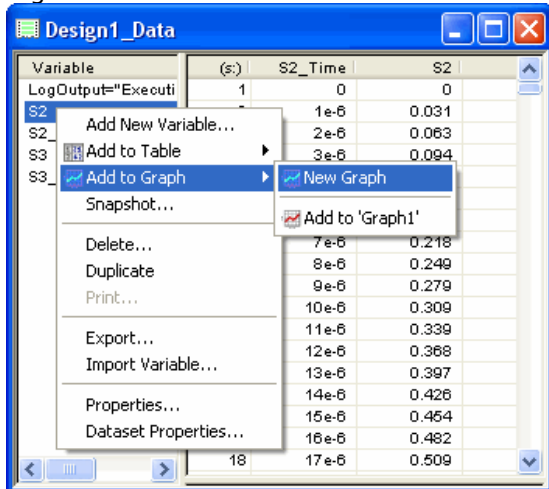 Design1_Data
Variable (s:) S2_Time S2
LogOutput="Executi 1 0 0
S2 1e-6 0.031
S2_ 2e-6 0.063
S3 3e-6 0.094
S3_
Add New Variable...
Add to Table
Add to Graph
Snapshot...
Delete...
Duplicate
Print...
Export...
Import Variable...
Properties...
Dataset Properties...
New Graph
Add to 'Graph1'
7e-6 0.218
8e-6 0.249
9e-6 0.279
10e-6 0.309
11e-6 0.339
12e-6 0.368
13e-6 0.397
14e-6 0.426
15e-6 0.454
16e-6 0.482
18 17e-6 0.509